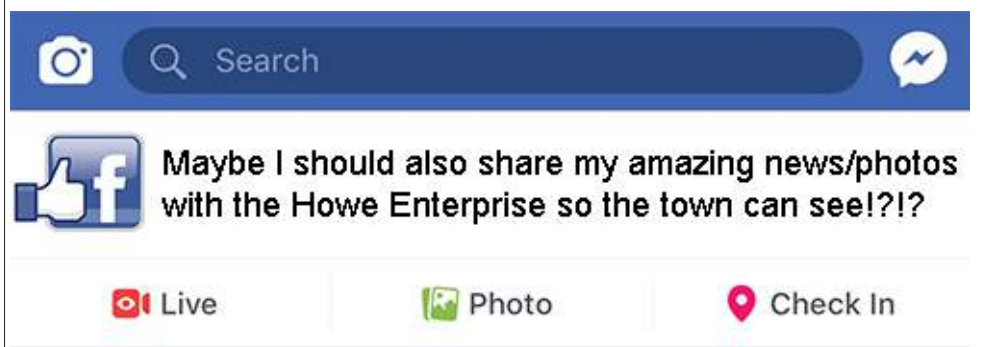 Search
Maybe I should also share my amazing news/photos
with the Howe Enterprise so the town can see!?!?
Live Photo Check In